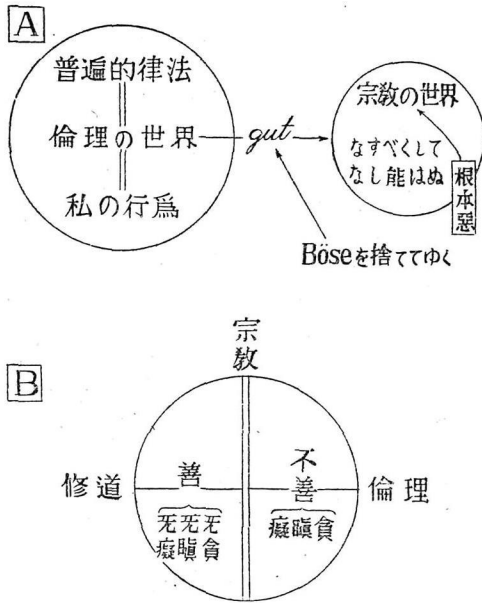 A
普遍的律法
倫理の世界
私の行爲
gut
宗教の世界
なすべくして
なし能はぬ
根本惡
Böseを捨ててゆく
B
宗教
修道
善
无貪
无瞋
无癡
不善
貪瞋癡
倫理